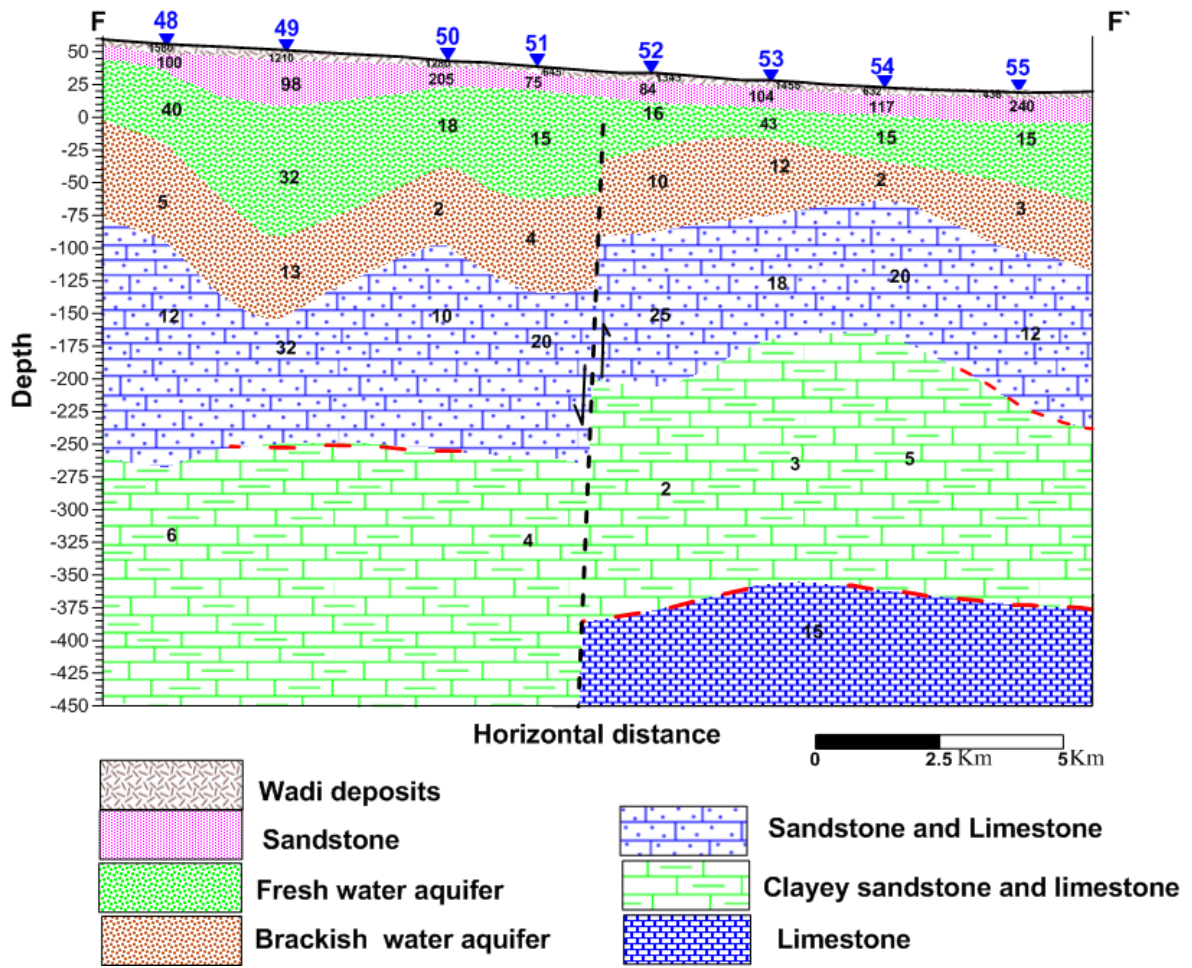 F F`
48 49 50 51 52 53 54 55
50 1580 1210 1280 645 1343 1455 632 438
25 100 98 205 75 84 104 117 240
0 40 18 15 16 43 15 15
-25 12
-50 32 10 2
-75 5 2 3
-100 4
-125 13 18 20
-150 12 10 25 12
-175 32 20
-200
-225
-250
-275 3 5
-300 2
-325 6 4
-350
-375
-400 15
-425
-450
Depth
Horizontal distance
0 2.5 Km 5Km
Wadi deposits
Sandstone
Fresh water aquifer
Brackish water aquifer
Sandstone and Limestone
Clayey sandstone and limestone
Limestone